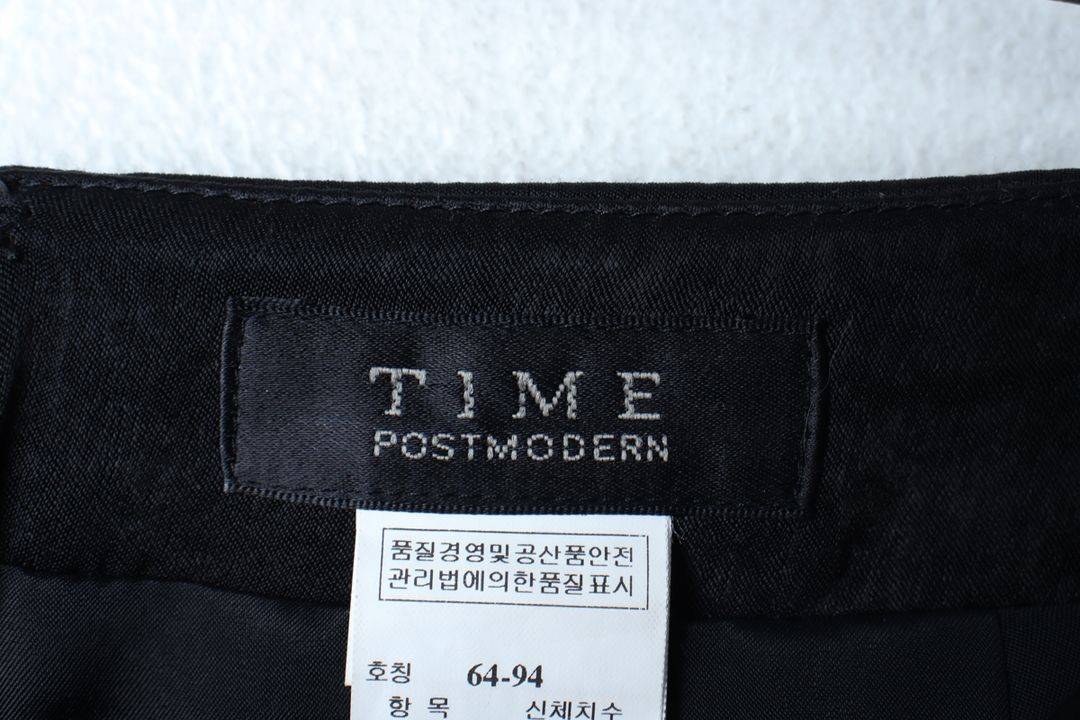 TIME
POSTMODERN
품질경영및공산품안전
관리법에의한품질표시
호칭 64-94
항 목 신체치수